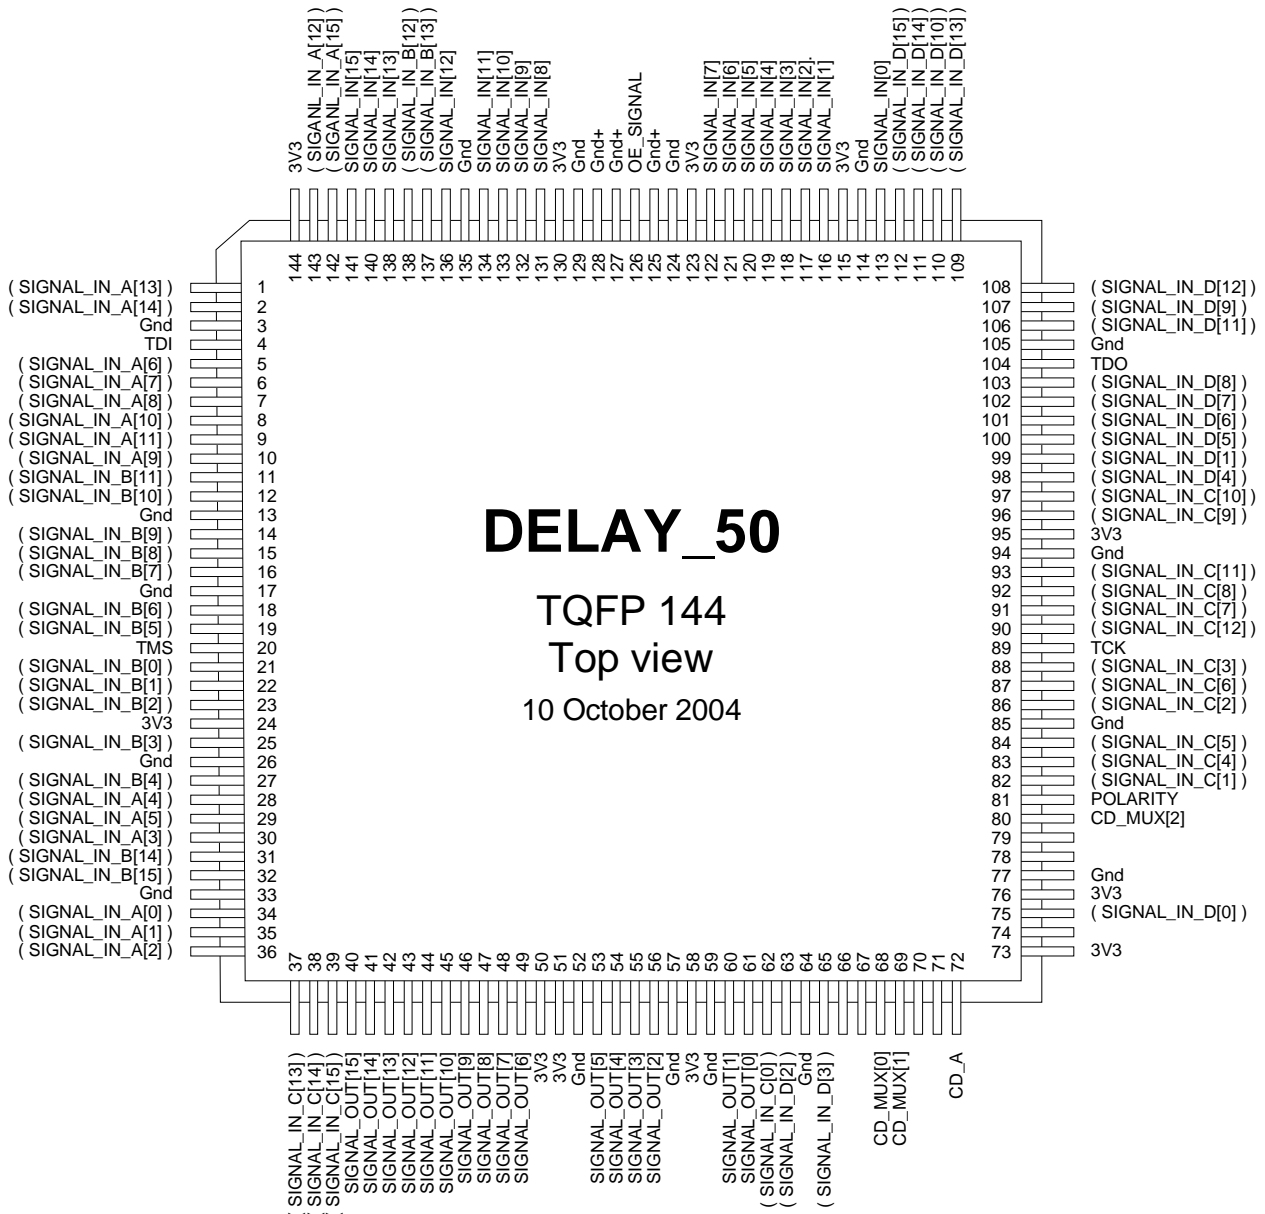 3V3
( SIGANL_IN_A[12] )
( SIGANL_IN_A[15] )
SIGNAL_IN[15]
SIGNAL_IN[14]
SIGNAL_IN[13]
( SIGNAL_IN_B[12] )
( SIGNAL_IN_B[13] )
SIGNAL_IN[12]
Gnd
SIGNAL_IN[11]
SIGNAL_IN[10]
SIGNAL_IN[9]
SIGNAL_IN[8]
3V3
Gnd
Gnd+
Gnd+
OE_SIGNAL
Gnd+
Gnd
3V3
SIGNAL_IN[7]
SIGNAL_IN[6]
SIGNAL_IN[5]
SIGNAL_IN[4]
SIGNAL_IN[3]
SIGNAL_IN[2].
SIGNAL_IN[1]
3V3
Gnd
SIGNAL_IN[0]
( SIGNAL_IN_D[15] )
( SIGNAL_IN_D[14] )
( SIGNAL_IN_D[10] )
( SIGNAL_IN_D[13] )
144
143
142
141
140
138
138
137
136
135
134
133
132
131
130
129
128
127
126
125
124
123
122
121
120
119
118
117
116
115
114
113
112
111
110
109
( SIGNAL_IN_A[13] ) 1
( SIGNAL_IN_A[14] ) 2
Gnd 3
TDI 4
( SIGNAL_IN_A[6] ) 5
( SIGNAL_IN_A[7] ) 6
( SIGNAL_IN_A[8] ) 7
( SIGNAL_IN_A[10] ) 8
( SIGNAL_IN_A[11] ) 9
( SIGNAL_IN_A[9] ) 10
( SIGNAL_IN_B[11] ) 11
( SIGNAL_IN_B[10] ) 12
Gnd 13
( SIGNAL_IN_B[9] ) 14
( SIGNAL_IN_B[8] ) 15
( SIGNAL_IN_B[7] ) 16
Gnd 17
( SIGNAL_IN_B[6] ) 18
( SIGNAL_IN_B[5] ) 19
TMS 20
( SIGNAL_IN_B[0] ) 21
( SIGNAL_IN_B[1] ) 22
( SIGNAL_IN_B[2] ) 23
3V3 24
( SIGNAL_IN_B[3] ) 25
Gnd 26
( SIGNAL_IN_B[4] ) 27
( SIGNAL_IN_A[4] ) 28
( SIGNAL_IN_A[5] ) 29
( SIGNAL_IN_A[3] ) 30
( SIGNAL_IN_B[14] ) 31
( SIGNAL_IN_B[15] ) 32
Gnd 33
( SIGNAL_IN_A[0] ) 34
( SIGNAL_IN_A[1] ) 35
( SIGNAL_IN_A[2] ) 36
DELAY_50
TQFP 144
Top view
10 October 2004
108 ( SIGNAL_IN_D[12] )
107 ( SIGNAL_IN_D[9] )
106 ( SIGNAL_IN_D[11] )
105 Gnd
104 TDO
103 ( SIGNAL_IN_D[8] )
102 ( SIGNAL_IN_D[7] )
101 ( SIGNAL_IN_D[6] )
100 ( SIGNAL_IN_D[5] )
99 ( SIGNAL_IN_D[1] )
98 ( SIGNAL_IN_D[4] )
97 ( SIGNAL_IN_C[10] )
96 ( SIGNAL_IN_C[9] )
95 3V3
94 Gnd
93 ( SIGNAL_IN_C[11] )
92 ( SIGNAL_IN_C[8] )
91 ( SIGNAL_IN_C[7] )
90 ( SIGNAL_IN_C[12] )
89 TCK
88 ( SIGNAL_IN_C[3] )
87 ( SIGNAL_IN_C[6] )
86 ( SIGNAL_IN_C[2] )
85 Gnd
84 ( SIGNAL_IN_C[5] )
83 ( SIGNAL_IN_C[4] )
82 ( SIGNAL_IN_C[1] )
81 POLARITY
80 CD_MUX[2]
79
78
77 Gnd
76 3V3
75 ( SIGNAL_IN_D[0] )
74
73 3V3
37
38
39
40
41
42
43
44
45
46
47
48
49
50
51
52
53
54
55
56
57
58
59
60
61
62
63
64
65
66
67
68
69
70
71
72
SIGNAL_IN_C[13] )
SIGNAL_IN_C[14] )
SIGNAL_IN_C[15] )
SIGNAL_OUT[15]
SIGNAL_OUT[14]
SIGNAL_OUT[13]
SIGNAL_OUT[12]
SIGNAL_OUT[11]
SIGNAL_OUT[10]
SIGNAL_OUT[9]
SIGNAL_OUT[8]
SIGNAL_OUT[7]
SIGNAL_OUT[6]
3V3
3V3
Gnd
SIGNAL_OUT[5]
SIGNAL_OUT[4]
SIGNAL_OUT[3]
SIGNAL_OUT[2]
Gnd
3V3
Gnd
SIGNAL_OUT[1]
SIGNAL_OUT[0]
( SIGNAL_IN_C[0] )
( SIGNAL_IN_D[2] )
Gnd
( SIGNAL_IN_D[3] )
CD_MUX[0]
CD_MUX[1]
CD_A